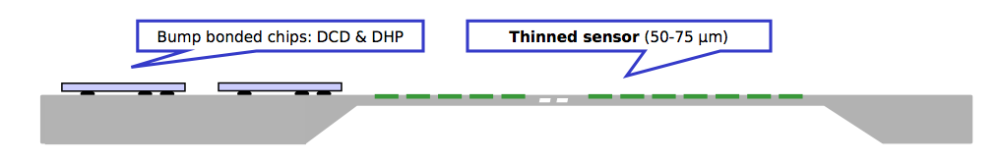 Bump bonded chips: DCD & DHP
Thinned sensor (50-75 µm)